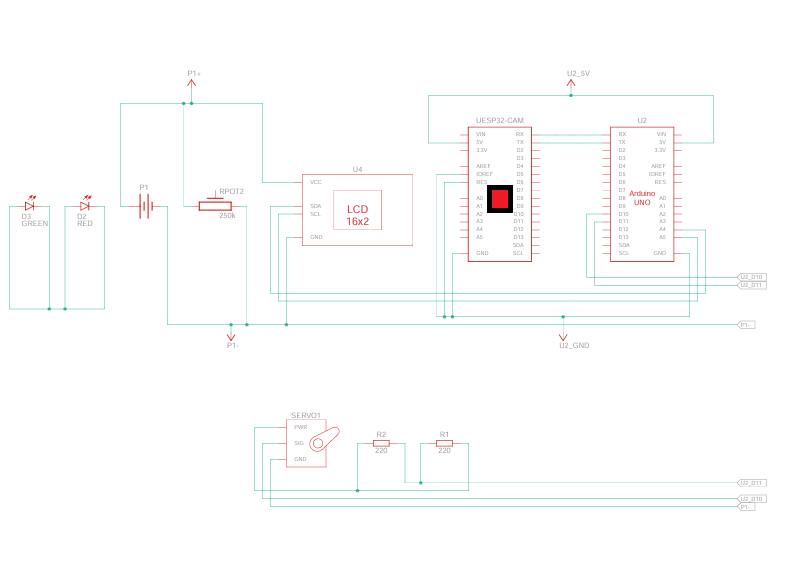 P1+
U2_5V
UESP32-CAM
U2
VIN
5V
3.3V
AREF
IOREF
RES
A0
A1
A2
A3
A4
A5
GND
RX
TX
D2
D3
D4
D5
D6
D7
D8
D9
D10
D11
D12
D13
SDA
SCL
RX
TX
D2
D3
D4
D5
D6
D7
D8
D9
D10
D11
D12
D13
SDA
SCL
VIN
5V
3.3V
AREF
IOREF
RES
A0
A1
A2
A3
A4
A5
GND
Arduino
UNO
U4
VCC
SDA
SCL
GND
LCD
16x2
P1
RPOT2
250k
D3
GREEN
D2
RED
U2_D10
U2_D11
P1-
P1-
U2_GND
SERVO1
PWR
SIG
GND
R2
220
R1
220
U2_D11
U2_D10
P1-